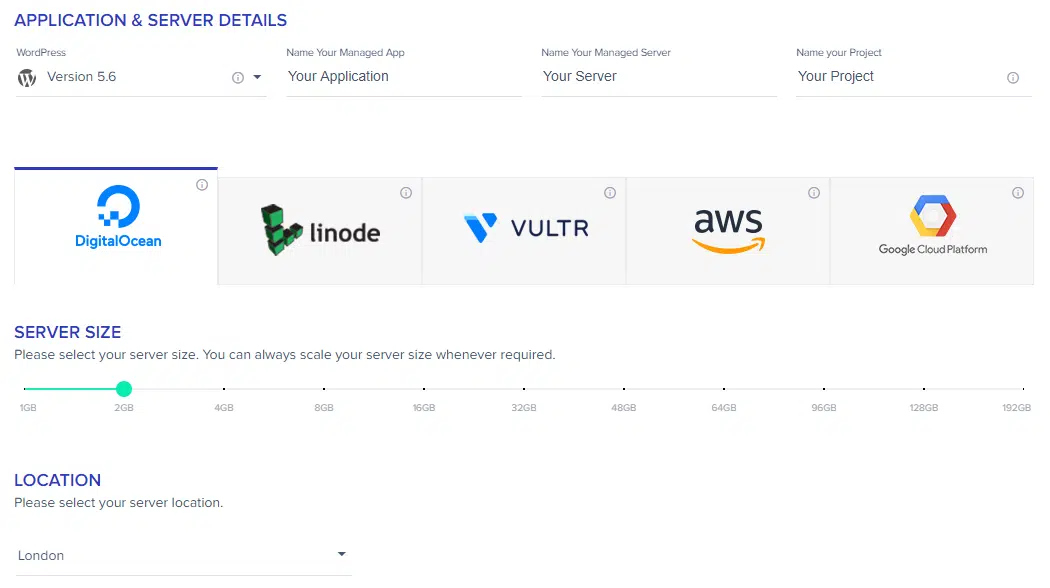 APPLICATION & SERVER DETAILS
WordPress
Name Your Managed App
Name Your Managed Server
Name your Project
Version 5.6
Your Application
Your Server
Your Project
DigitalOcean
linode
VULTR
aws
Google Cloud Platform
SERVER SIZE
Please select your server size. You can always scale your server size whenever required.
1GB 2GB 4GB 8GB 16GB 32GB 48GB 64GB 96GB 128GB 192GB
LOCATION
Please select your server location.
London